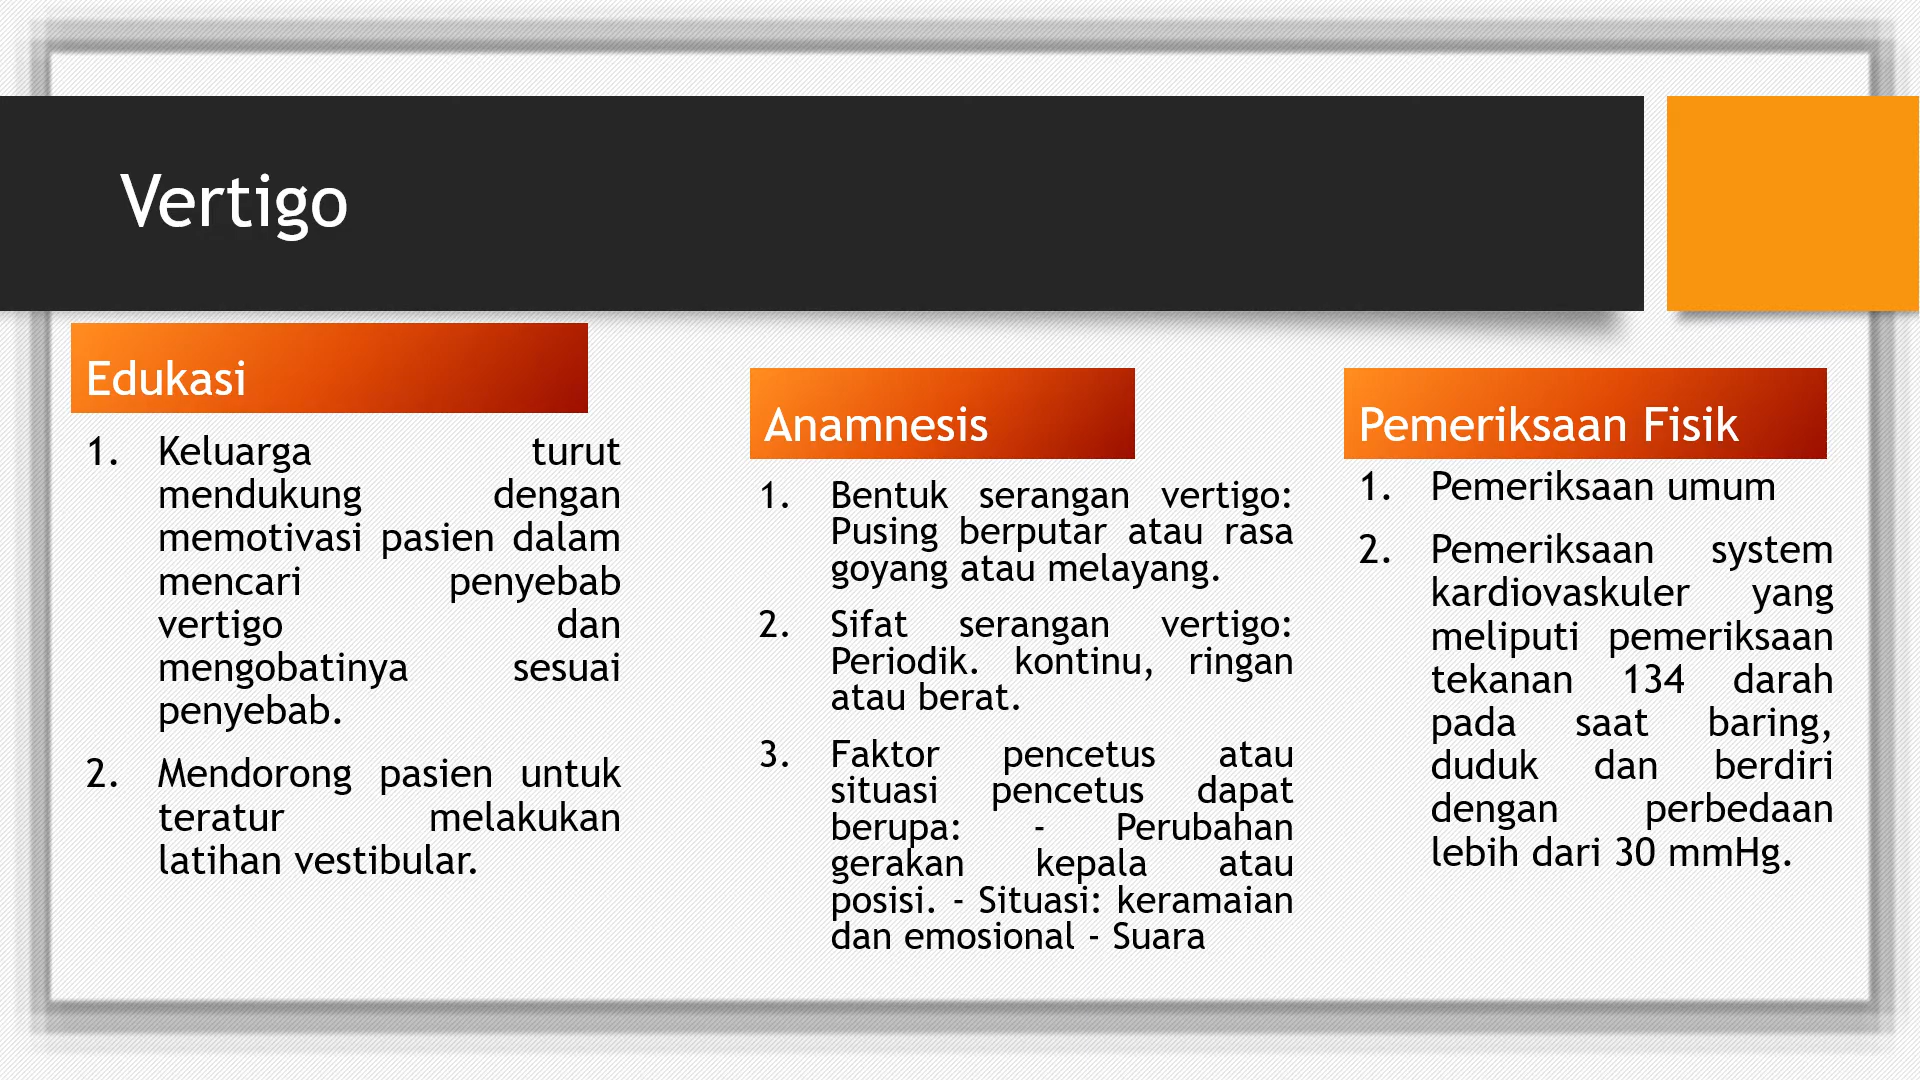 Vertigo
Edukasi
1. Keluarga turut
mendukung dengan
memotivasi pasien dalam
mencari penyebab
vertigo dan
mengobatinya sesuai
penyebab.
2. Mendorong pasien untuk
teratur melakukan
latihan vestibular.
Anamnesis
1. Bentuk serangan vertigo:
Pusing berputar atau rasa
goyang atau melayang.
2. Sifat serangan vertigo:
Periodik. kontinu, ringan
atau berat.
3. Faktor pencetus atau
situasi pencetus dapat
berupa: - Perubahan
gerakan kepala atau
posisi. - Situasi: keramaian
dan emosional - Suara
Pemeriksaan Fisik
1. Pemeriksaan umum
2. Pemeriksaan system
kardiovaskuler yang
meliputi pemeriksaan
tekanan 134 darah
pada saat baring,
duduk dan berdiri
dengan perbedaan
lebih dari 30 mmHg.